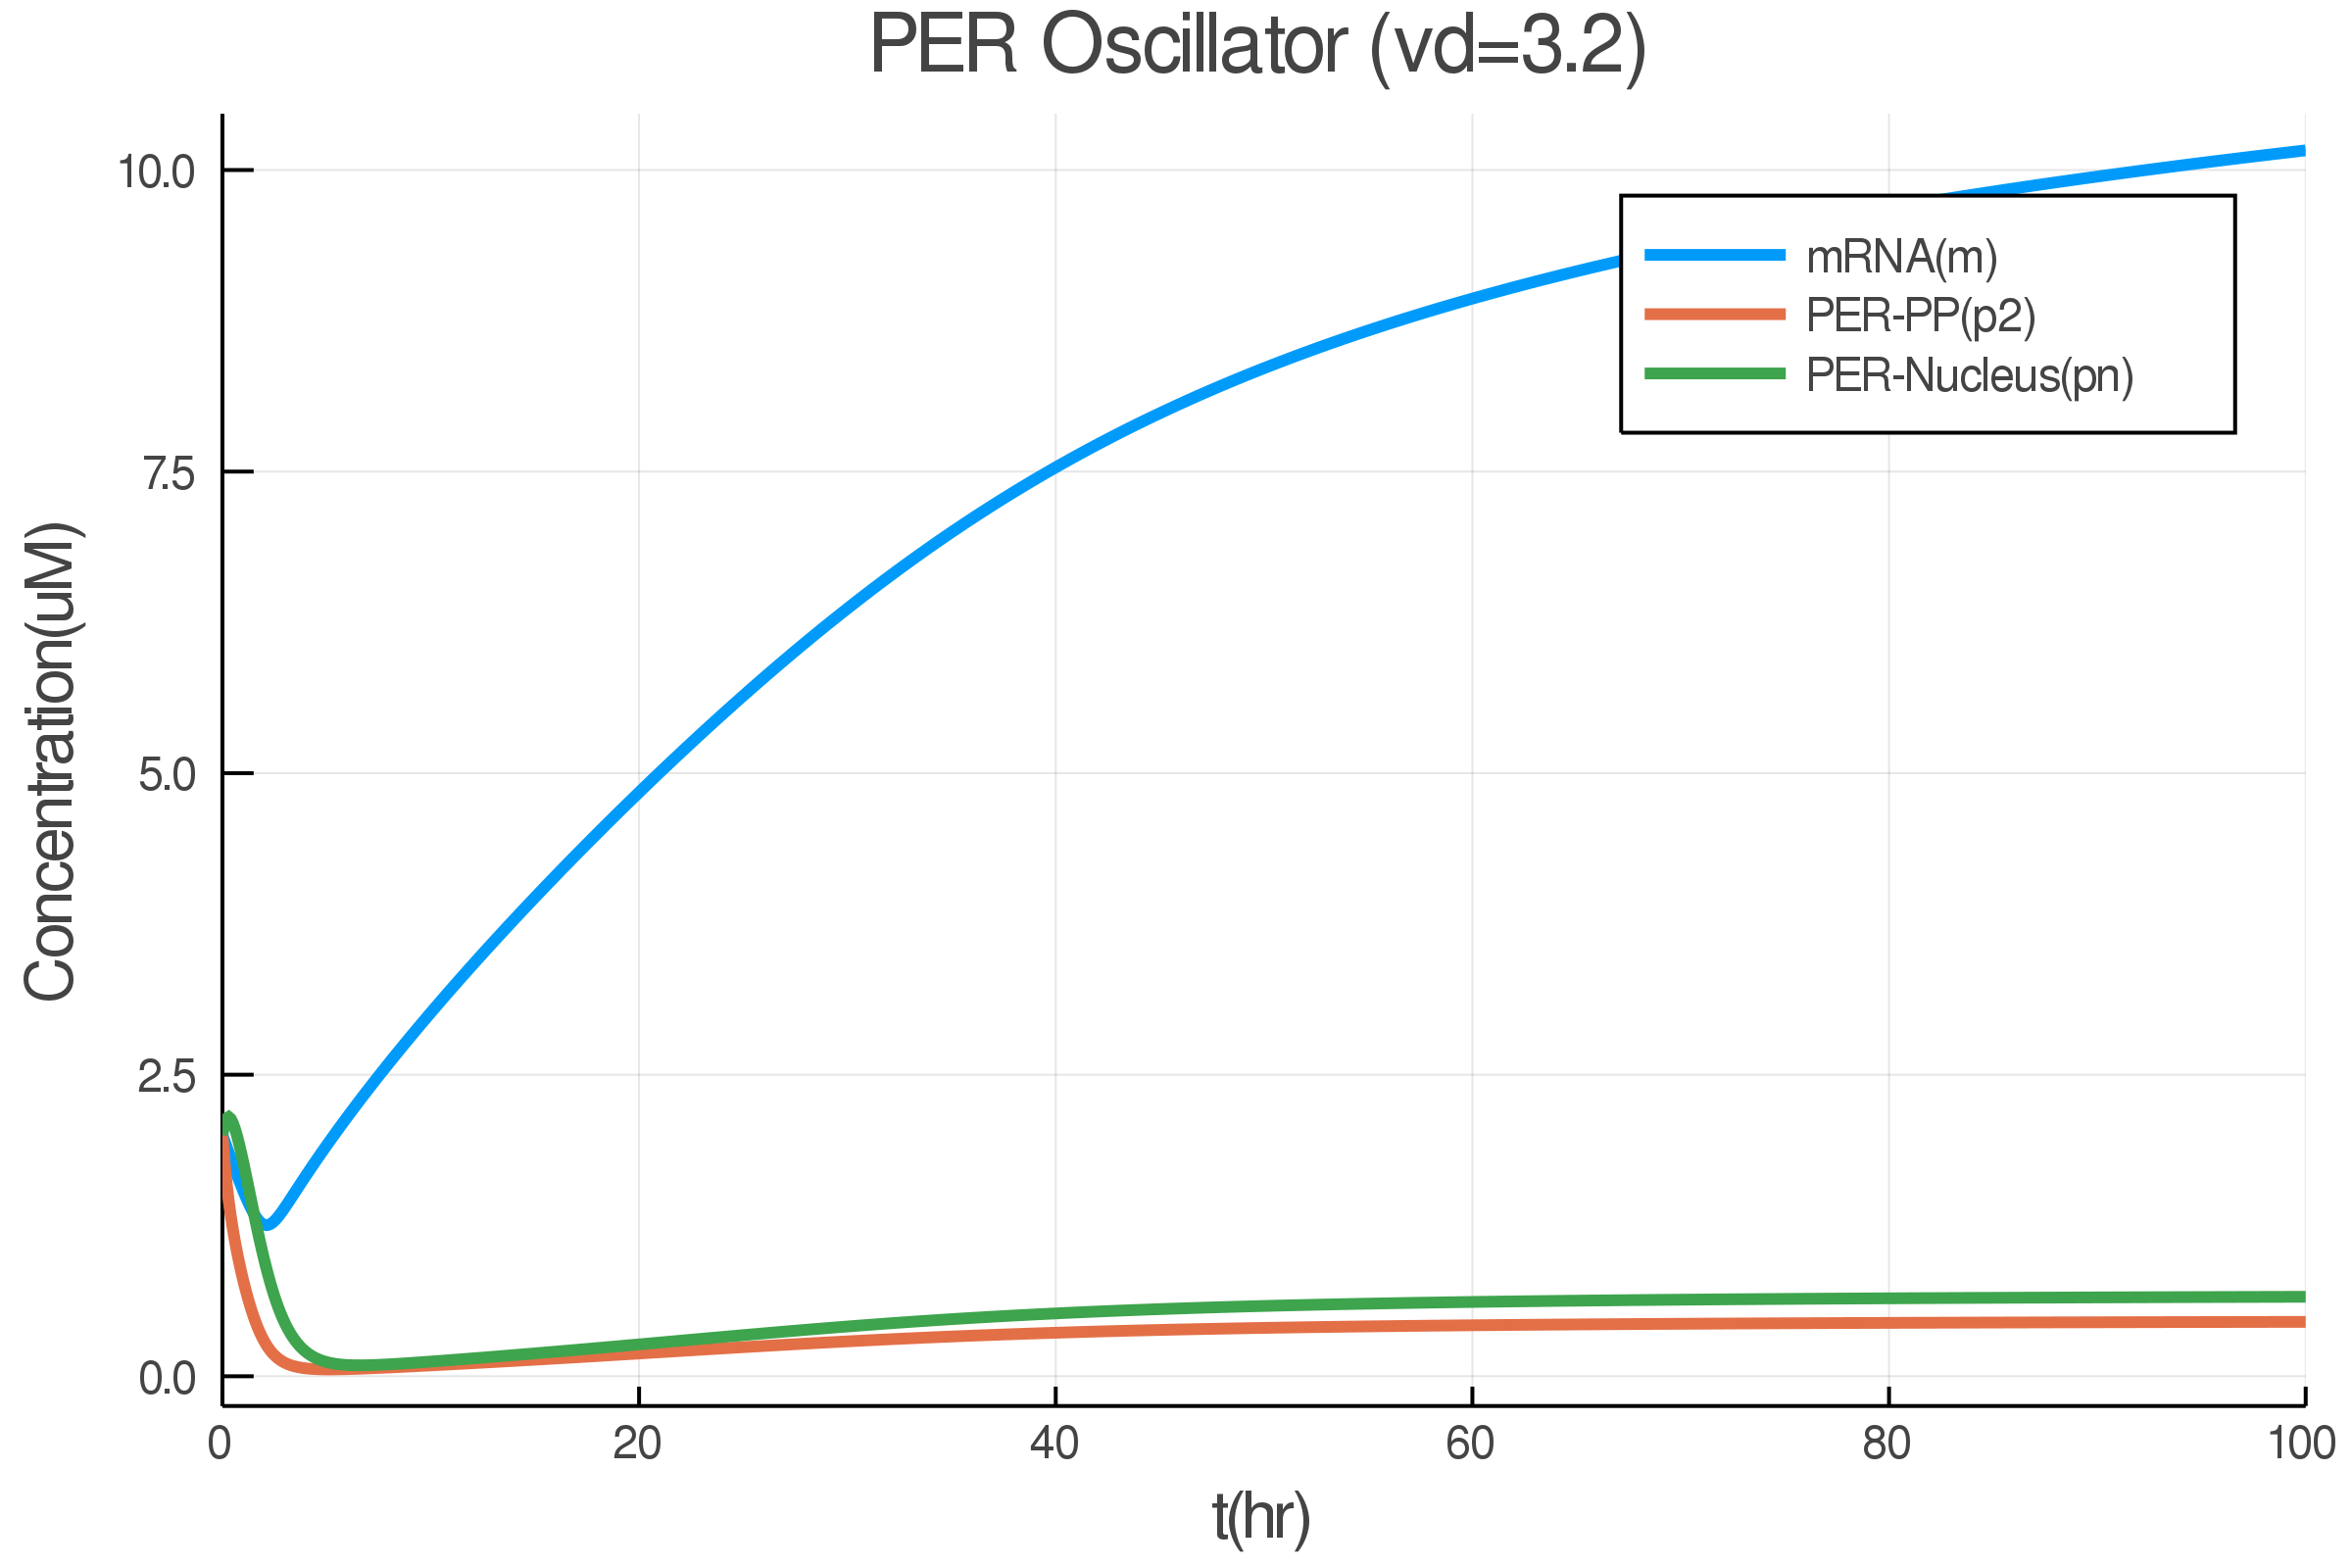 PER Oscillator (vd=3.2)
10.0
7.5
5.0
2.5
0.0
Concentration(uM)
mRNA(m)
PER-PP(p2)
PER-Nucleus(pn)
0 20 40 60 80 100
t(hr)